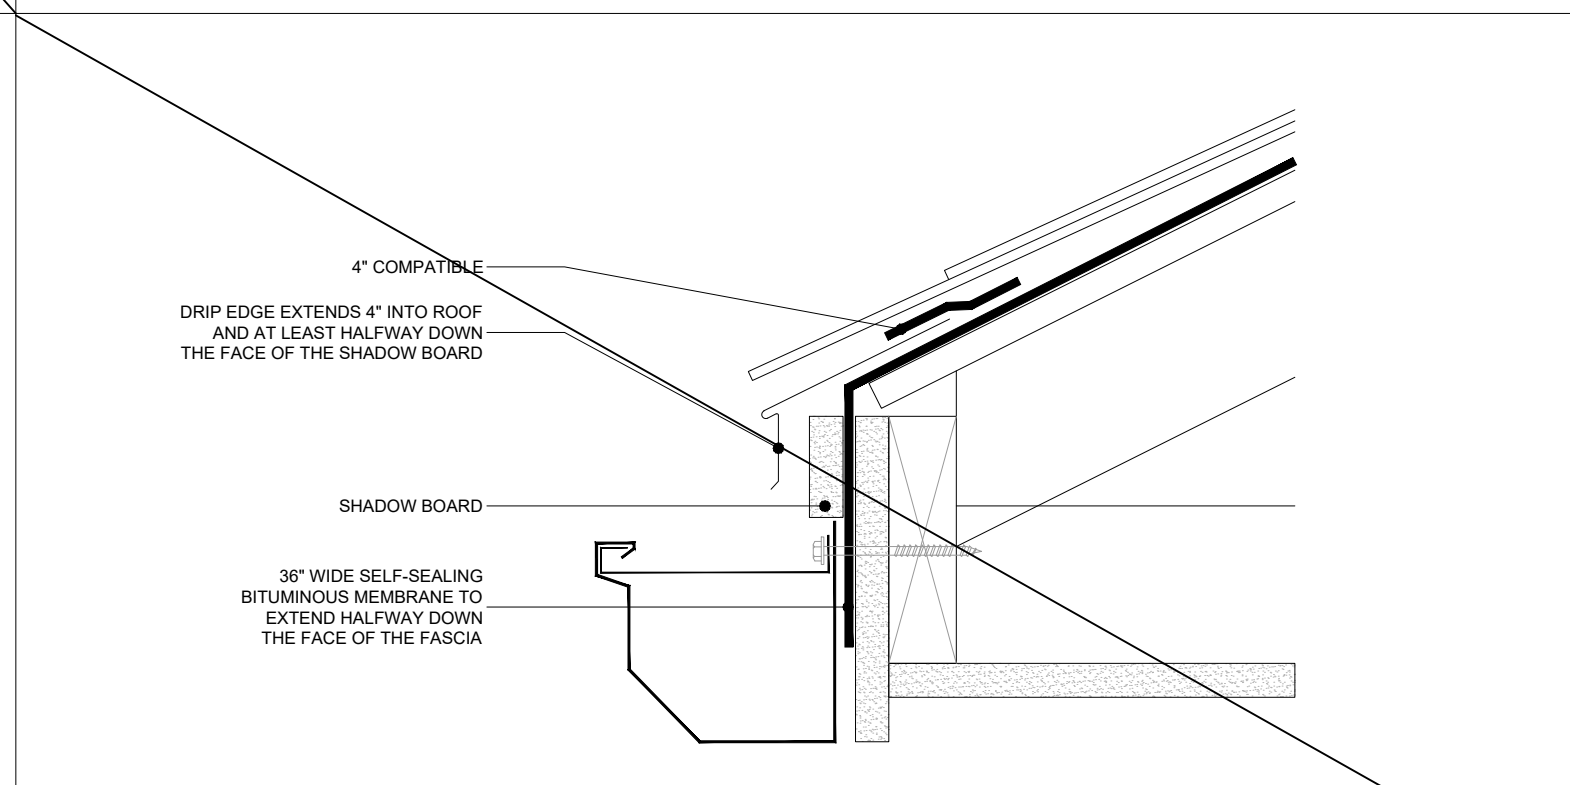 4" COMPATIBLE
DRIP EDGE EXTENDS 4" INTO ROOF
AND AT LEAST HALFWAY DOWN
THE FACE OF THE SHADOW BOARD
SHADOW BOARD
36" WIDE SELF-SEALING
BITUMINOUS MEMBRANE TO
EXTEND HALFWAY DOWN
THE FACE OF THE FASCIA